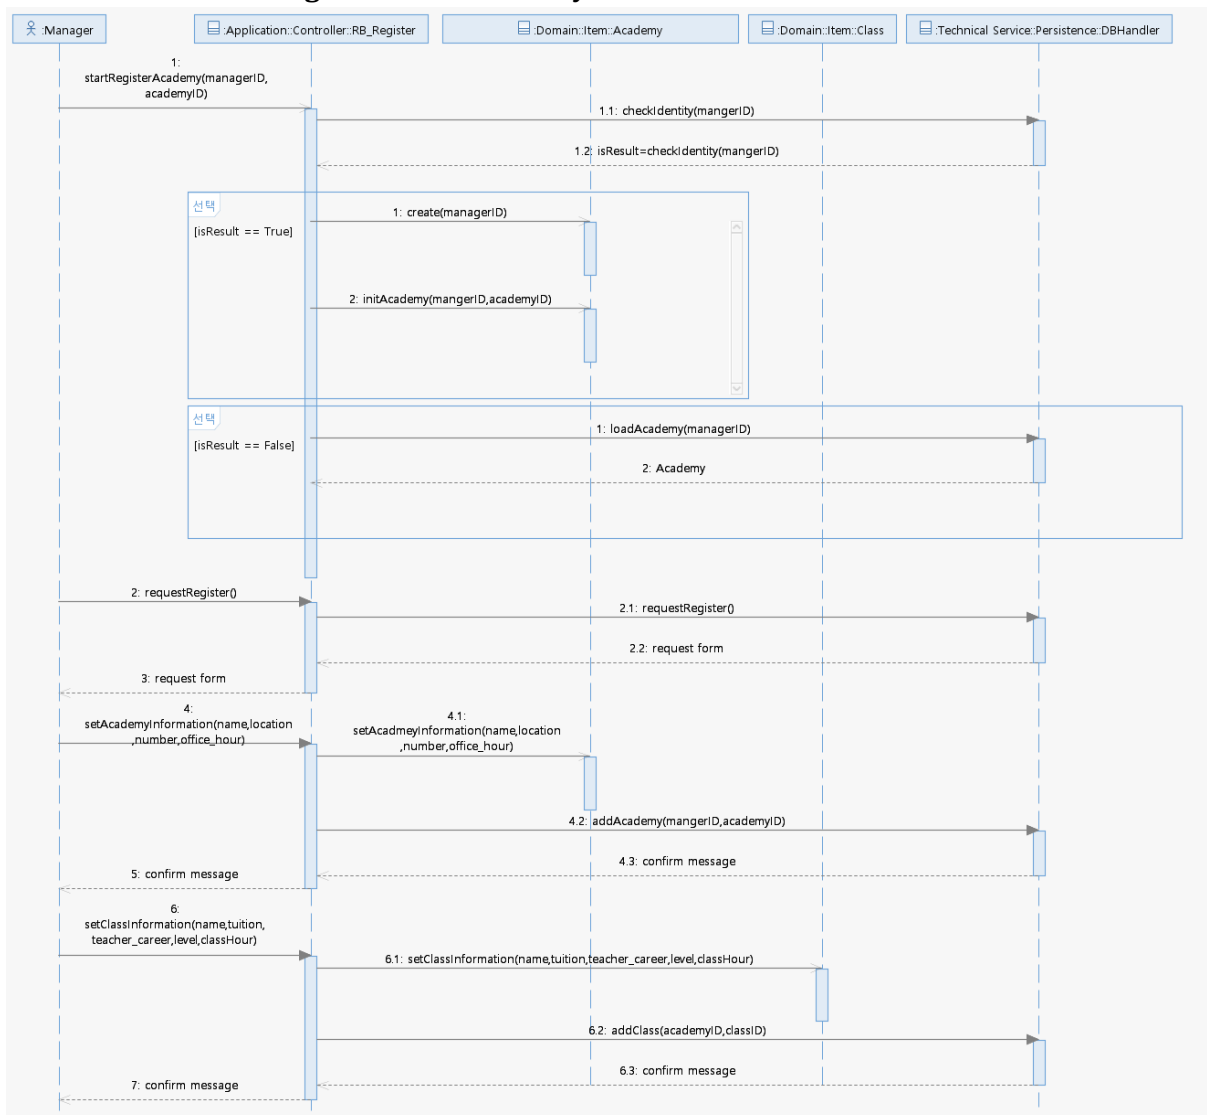 :Manager
:Application::Controller::RB_Register
:Domain::Item::Academy
:Domain::Item::Class
:Technical Service::Persistence::DBHandler
1:
startRegisterAcademy(managerID,
academyID)
1.1: checkIdentity(mangerID)
1.2: isResult=checkIdentity(mangerID)
선택
1: create(managerID)
[isResult == True]
2: initAcademy(mangerID,academyID)
선택
1: loadAcademy(managerID)
[isResult == False]
2: Academy
2: requestRegister()
2.1: requestRegister()
2.2: request form
3: request form
4:
setAcademyInformation(name,location
,number,office_hour)
4.1:
setAcadmeyInformation(name,location
,number,office_hour)
4.2: addAcademy(mangerID,academyID)
4.3: confirm message
5: confirm message
6:
setClassInformation(name,tuition,
teacher_career,level,classHour)
6.1: setClassInformation(name,tuition,teacher_career,level,classHour)
6.2: addClass(academyID,classID)
6.3: confirm message
7: confirm message